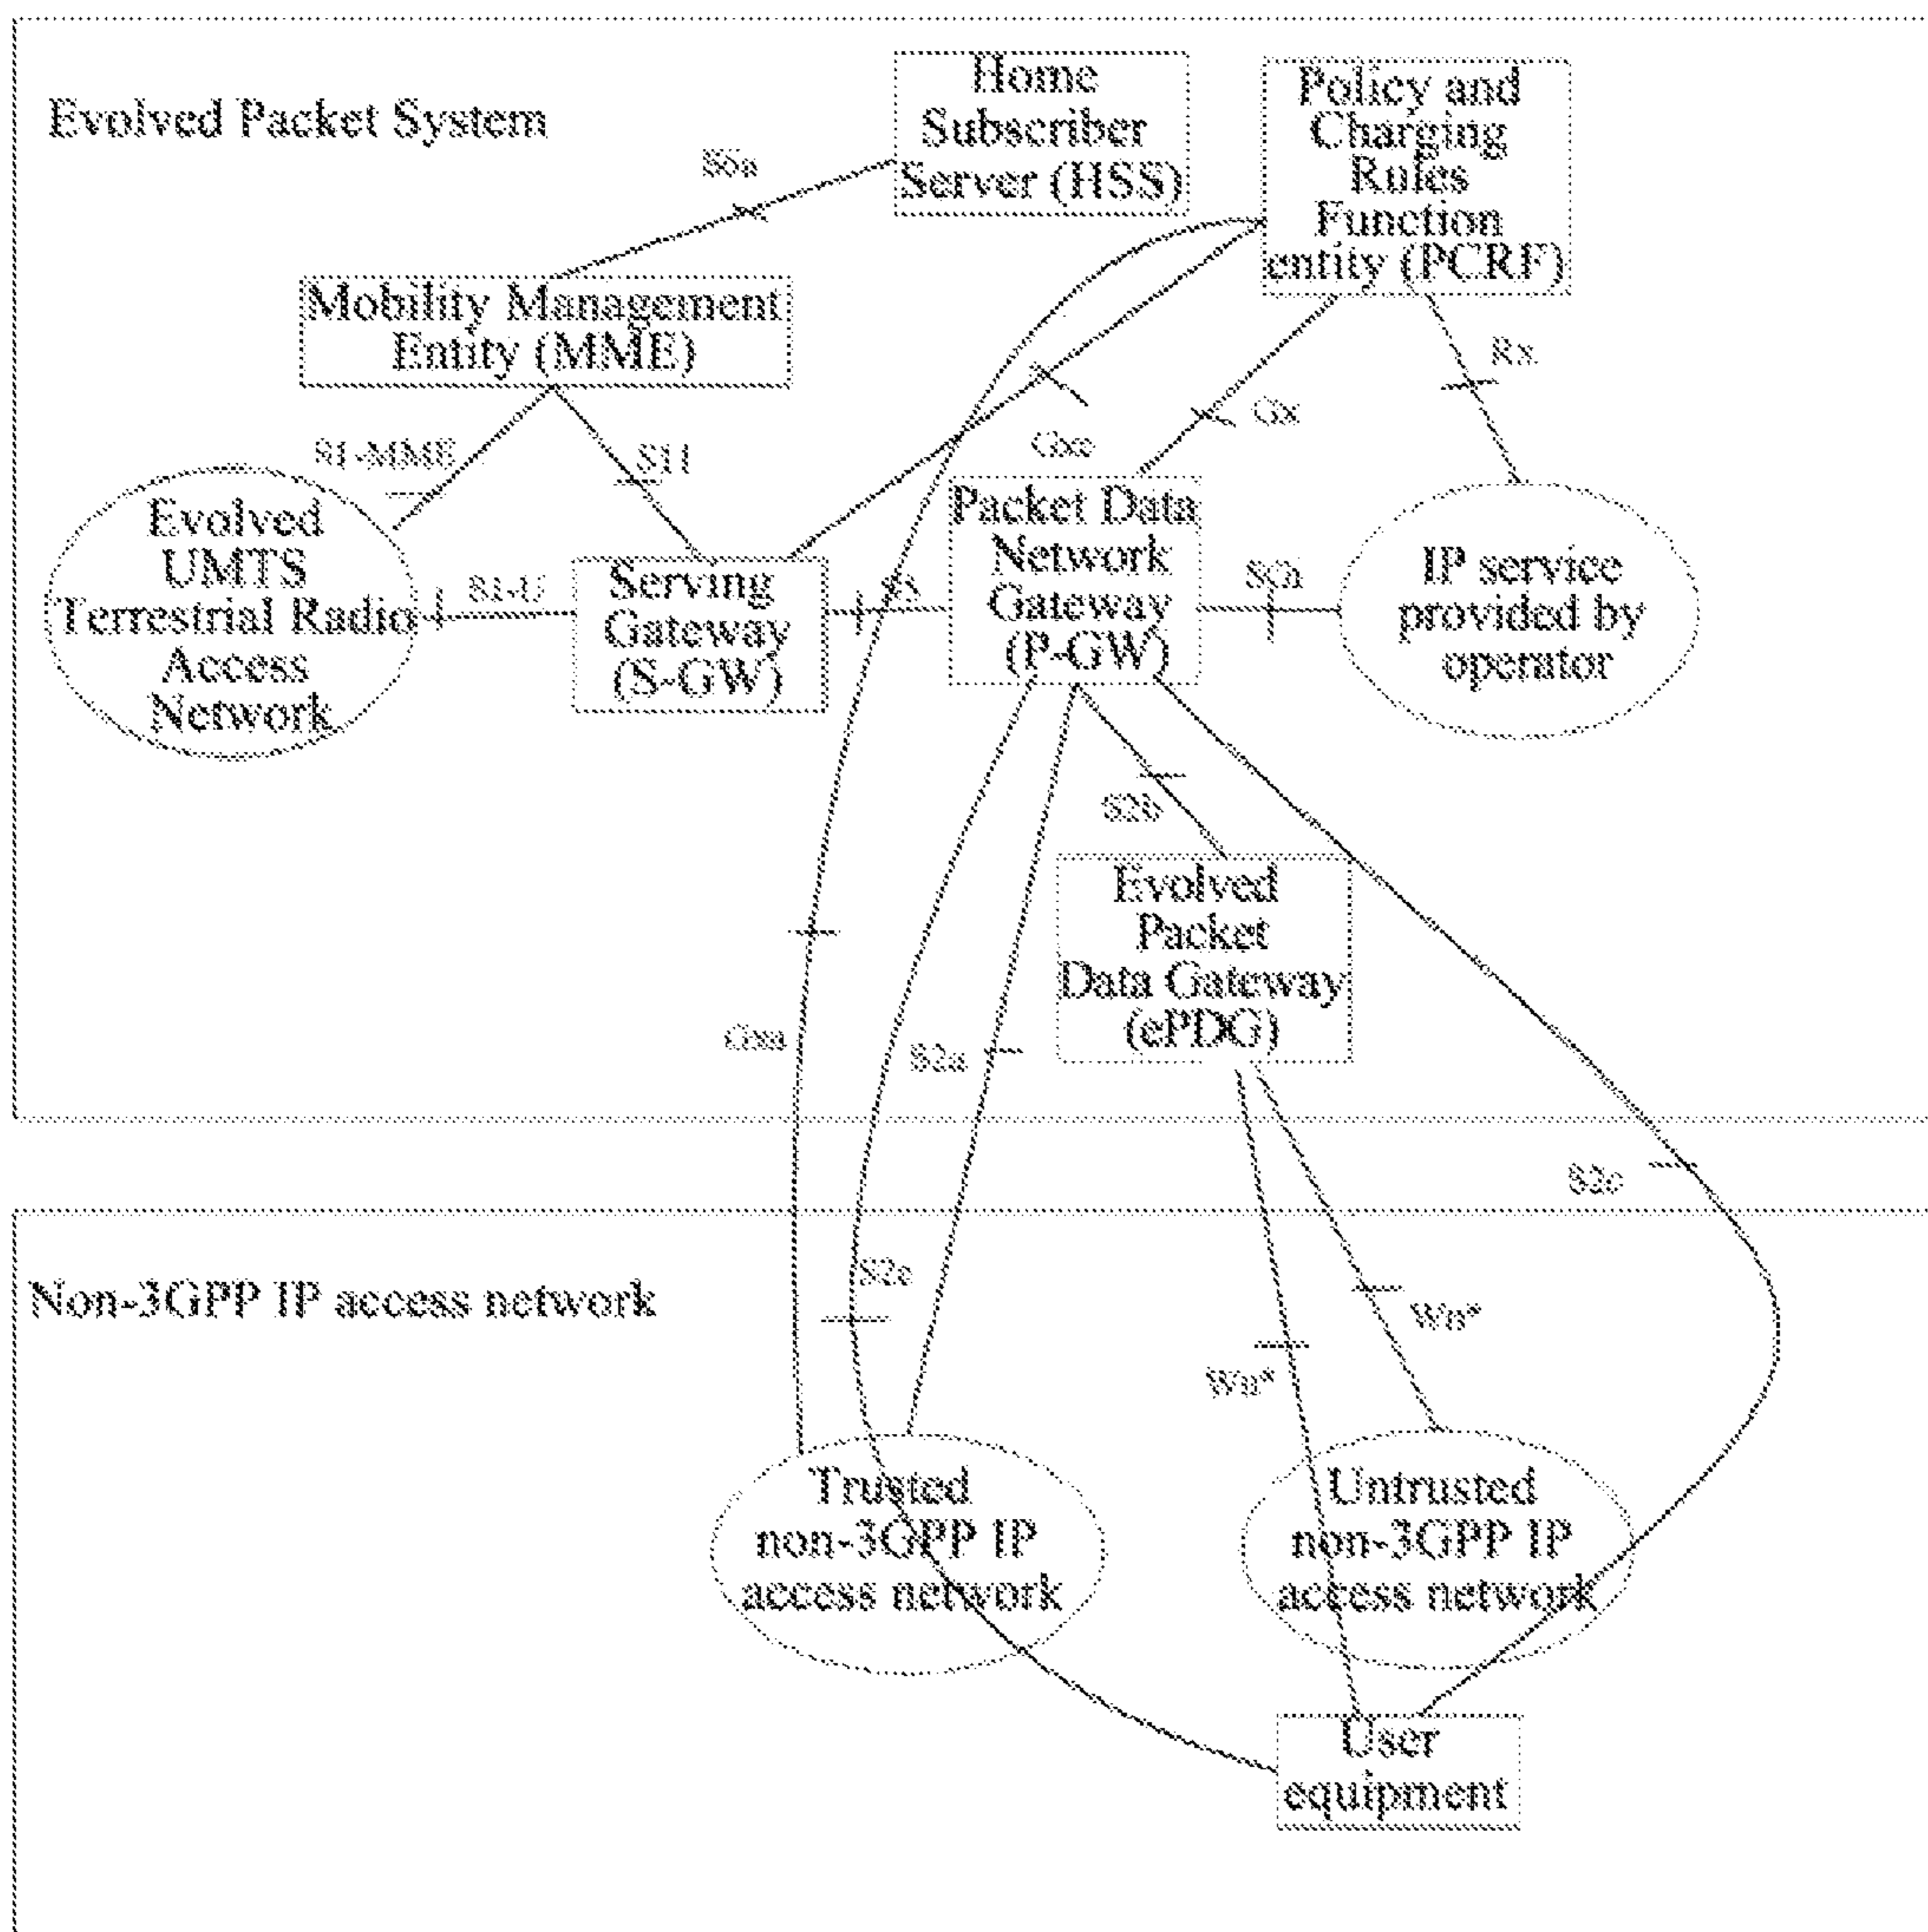 Evolved Packet System
Home
Subscriber
Server (HSS)
Policy and
Charging
Rules
Function
entity (PCRF)
S6a
Mobility Management
Entity (MME)
Rx
Gx
Gxc
S1-MME
S11
Evolved
UMTS
Terrestrial Radio
Access
Network
S1-U
Serving
Gateway
(S-GW)
S5
Packet Data
Network
Gateway
(P-GW)
SGi
IP service
provided by
operator
S2b
Evolved
Packet
Data Gateway
(ePDG)
Gxa
S2a
S2c
Non-3GPP IP access network
S2c
Wn*
Wu*
Trusted
non-3GPP IP
access network
Untrusted
non-3GPP IP
access network
User
equipment